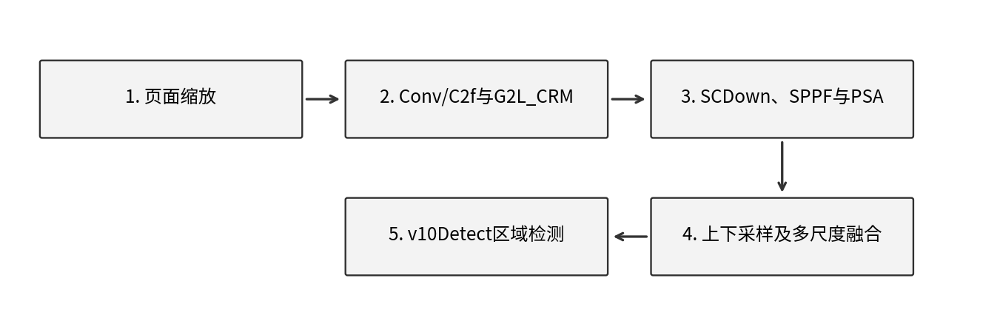 1. 页面缩放
2. Conv/C2f与G2L_CRM
3. SCDown、SPPF与PSA
4. 上下采样及多尺度融合
5. v10Detect区域检测